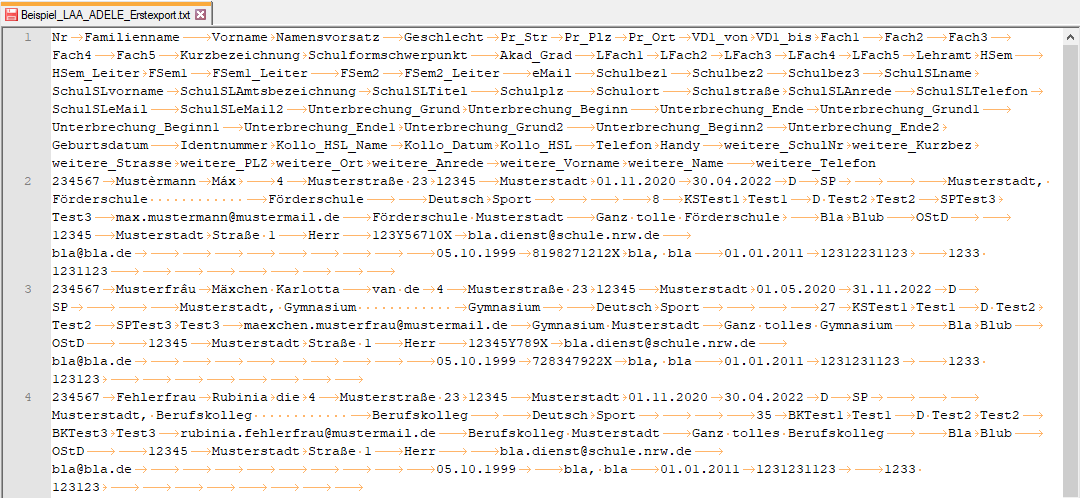 Beispiel_LAA_ADELE_Erstexport.txt
1 Nr Familienname Vorname Namensvorsatz Geschlecht Pr_Str Pr_Plz Pr_Ort VD1_von VD1_bis Fach1 Fach2 Fach3
Fach4 Fach5 Kurzbezeichnung Schulformschwerpunkt Akad_Grad LFach1 LFach2 LFach3 LFach4 LFach5 Lehramt HSem
HSem_Leiter FSem1 FSem1_Leiter FSem2 FSem2_Leiter eMail Schulbez1 Schulbez2 Schulbez3 SchulSLname
SchulSLvorname SchulSLAmtsbezeichnung SchulSLTitel Schulplz Schulort Schulstraße SchulSLAnrede SchulSLTelefon
SchulSLeMail SchulSLeMail2 Unterbrechung_Grund Unterbrechung_Beginn Unterbrechung_Ende Unterbrechung_Grund1
Unterbrechung_Beginn1 Unterbrechung_Ende1 Unterbrechung_Grund2 Unterbrechung_Beginn2 Unterbrechung_Ende2
Geburtsdatum Identnummer Kollo_HSL_Name Kollo_Datum Kollo_HSL Telefon Handy weitere_SchulNr weitere_Kurzbez
weitere_Strasse weitere_PLZ weitere_Ort weitere_Anrede weitere_Vorname weitere_Name weitere_Telefon
2 234567 Mustèrmann Máx 4 Musterstraße 23 12345 Musterstadt 01.11.2020 30.04.2022 D SP Musterstadt,
Förderschule Förderschule Deutsch Sport 8 KSTest1 Test1 D Test2 Test2 SPTest3
Test3 max.mustermann@mustermail.de Förderschule Musterstadt Ganz tolle Förderschule Bla Blub OStD
12345 Musterstadt Straße 1 Herr 123Y56710X bla.dienst@schule.nrw.de
bla@bla.de 05.10.1999 8198271212X bla, bla 01.01.2011 12312231123 1233
1231123
3 234567 Musterfrâu Mäxchen Karlotta van de 4 Musterstraße 23 12345 Musterstadt 01.05.2020 31.11.2022 D
SP Musterstadt, Gymnasium Gymnasium Deutsch Sport 27 KSTest1 Test1 D Test2
Test2 SPTest3 Test3 maexchen.musterfrau@mustermail.de Gymnasium Musterstadt Ganz tolles Gymnasium Bla Blub
OStD 12345 Musterstadt Straße 1 Herr 12345Y789X bla.dienst@schule.nrw.de
bla@bla.de 05.10.1999 728347922X bla, bla 01.01.2011 1231231123 1233
123123
4 234567 Fehlerfrau Rubinia die 4 Musterstraße 23 12345 Musterstadt 01.11.2020 30.04.2022 D SP
Musterstadt, Berufskolleg Berufskolleg Deutsch Sport 35 BKTest1 Test1 D Test2 Test2
BKTest3 Test3 rubinia.fehlerfrau@mustermail.de Berufskolleg Musterstadt Ganz tolles Berufskolleg Bla Blub
OStD 12345 Musterstadt Straße 1 Herr bla.dienst@schule.nrw.de
bla@bla.de 05.10.1999 bla, bla 01.01.2011 1231231123 1233
123123